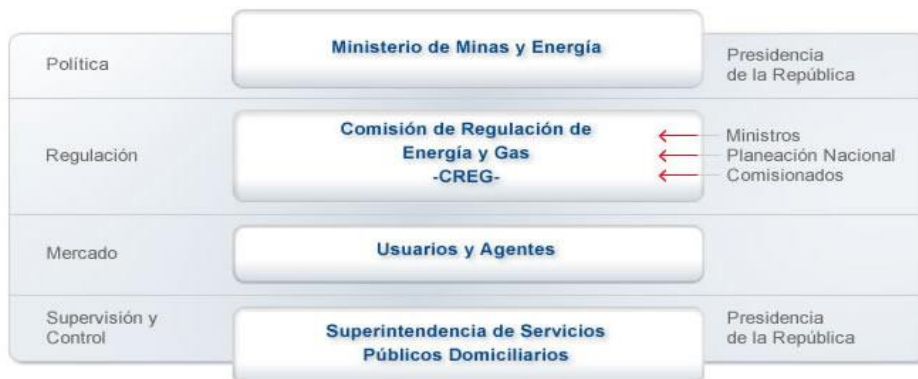 Política
Ministerio de Minas y Energía
Presidencia
de la República
Regulación
Comisión de Regulación de
Energía y Gas
-CREG-
Ministros
Planeación Nacional
Comisionados
Mercado
Usuarios y Agentes
Supervisión y
Control
Superintendencia de Servicios
Públicos Domiciliarios
Presidencia
de la República